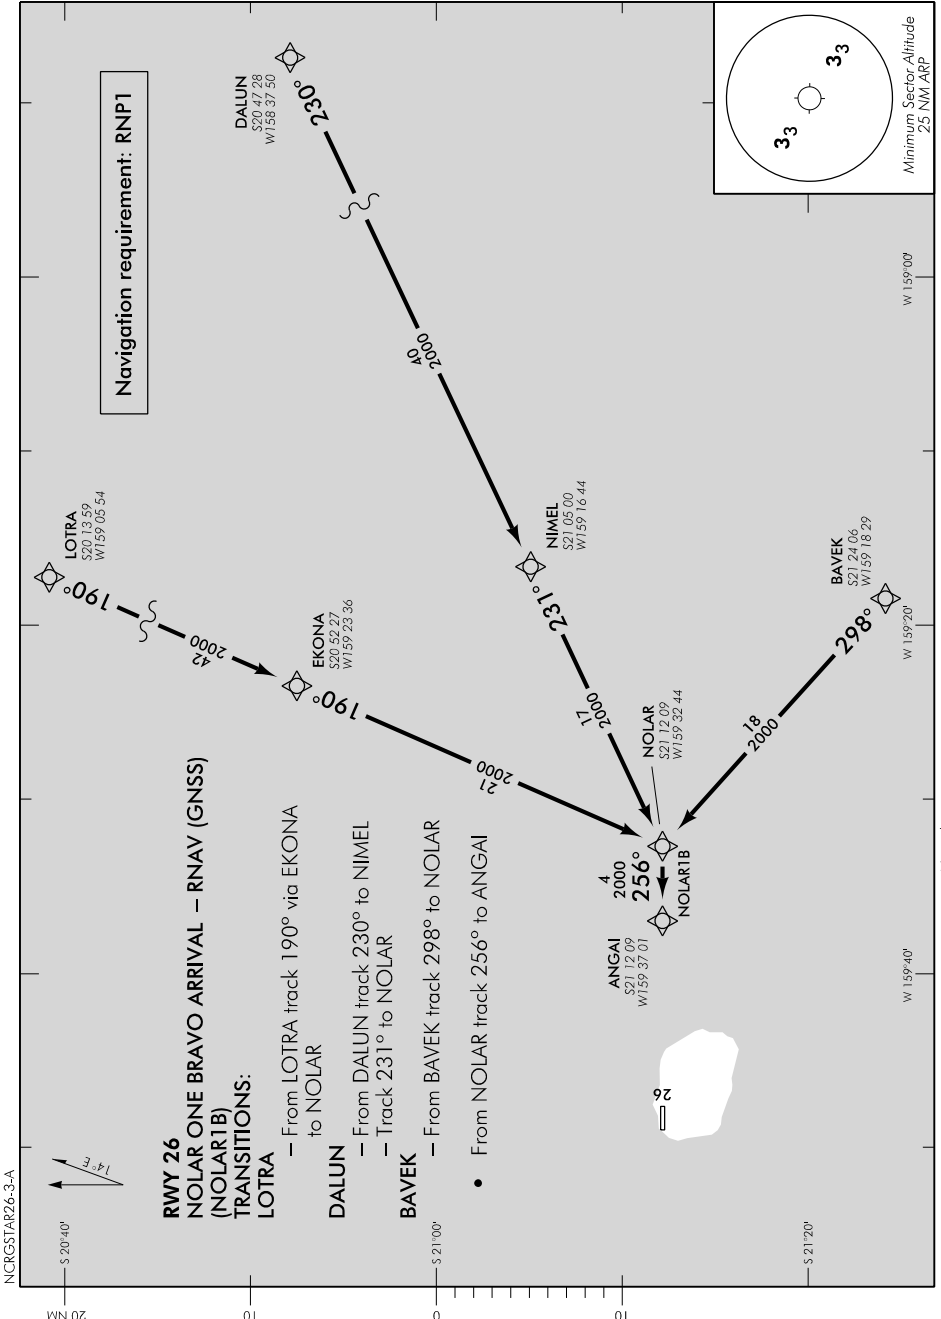 NCRGSTAR26-3-A
14°E
RWY 26
NOLAR ONE BRAVO ARRIVAL – RNAV (GNSS)
(NOLAR1B)
TRANSITIONS:
LOTRA
– From LOTRA track 190° via EKONA
to NOLAR
DALUN
– From DALUN track 230° to NIMEL
– Track 231° to NOLAR
BAVEK
– From BAVEK track 298° to NOLAR
• From NOLAR track 256° to ANGAI
Navigation requirement: RNP1
LOTRA
S20 13 59
W159 05 54
190°
42
2000
EKONA
S20 52 27
W159 23 36
190°
21
2000
DALUN
S20 47 28
W158 37 50
230°
40
2000
NIMEL
S21 05 00
W159 16 44
231°
17
2000
NOLAR
S21 12 09
W159 32 44
BAVEK
S21 24 06
W159 18 29
298°
18
2000
4
2000
256°
NOLAR1B
ANGAI
S21 12 09
W159 37 01
26
S 20°40'
S 21°00'
S 21°20'
W 159°40'
W 159°20'
W 159°00'
20 NM
10
0
10
33
33
Minimum Sector Altitude
25 NM ARP